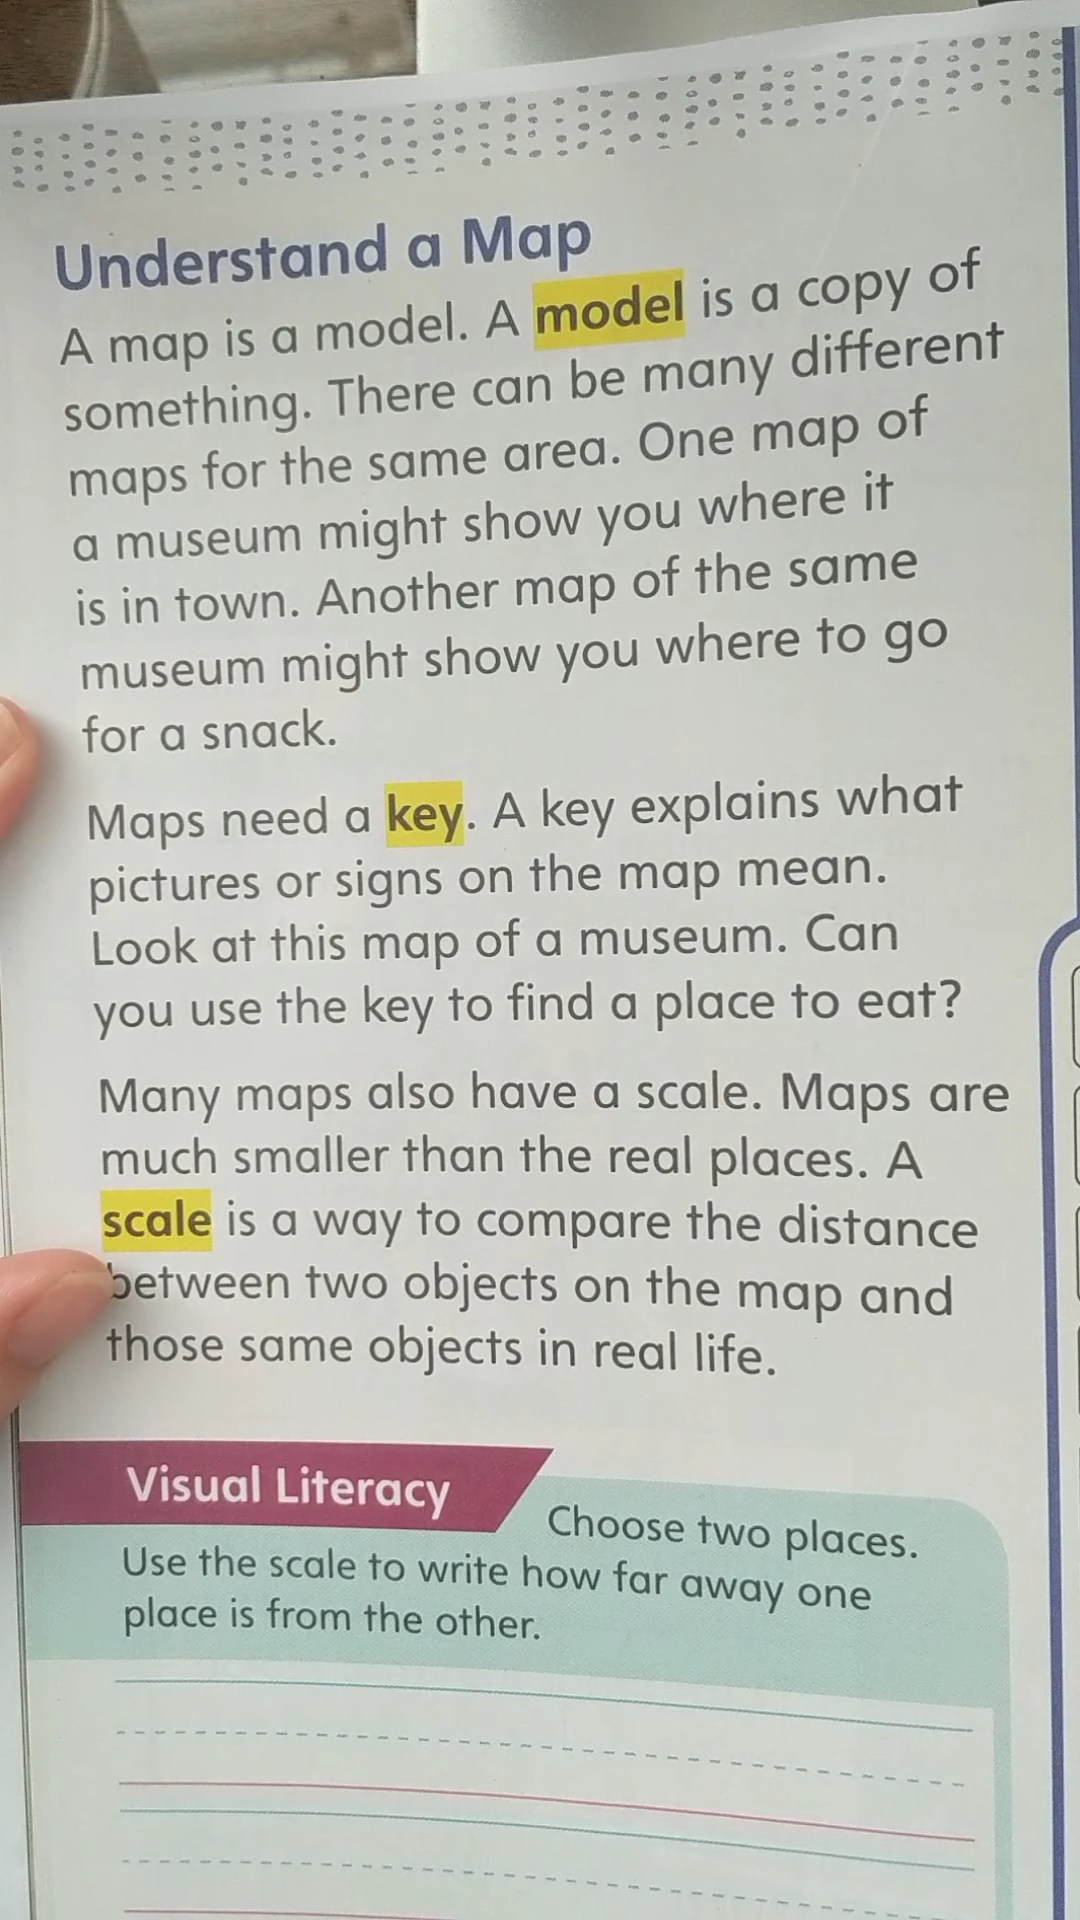 Understand a Map
A map is a model. A model is a copy of
something. There can be many different
maps for the same area. One map of
a museum might show you where it
is in town. Another map of the same
museum might show you where to go
for a snack.
Maps need a key. A key explains what
pictures or signs on the map mean.
Look at this map of a museum. Can
you use the key to find a place to eat?
Many maps also have a scale. Maps are
much smaller than the real places. A
scale is a way to compare the distance
between two objects on the map and
those same objects in real life.
Visual Literacy
Choose two places.
Use the scale to write how far away one
place is from the other.